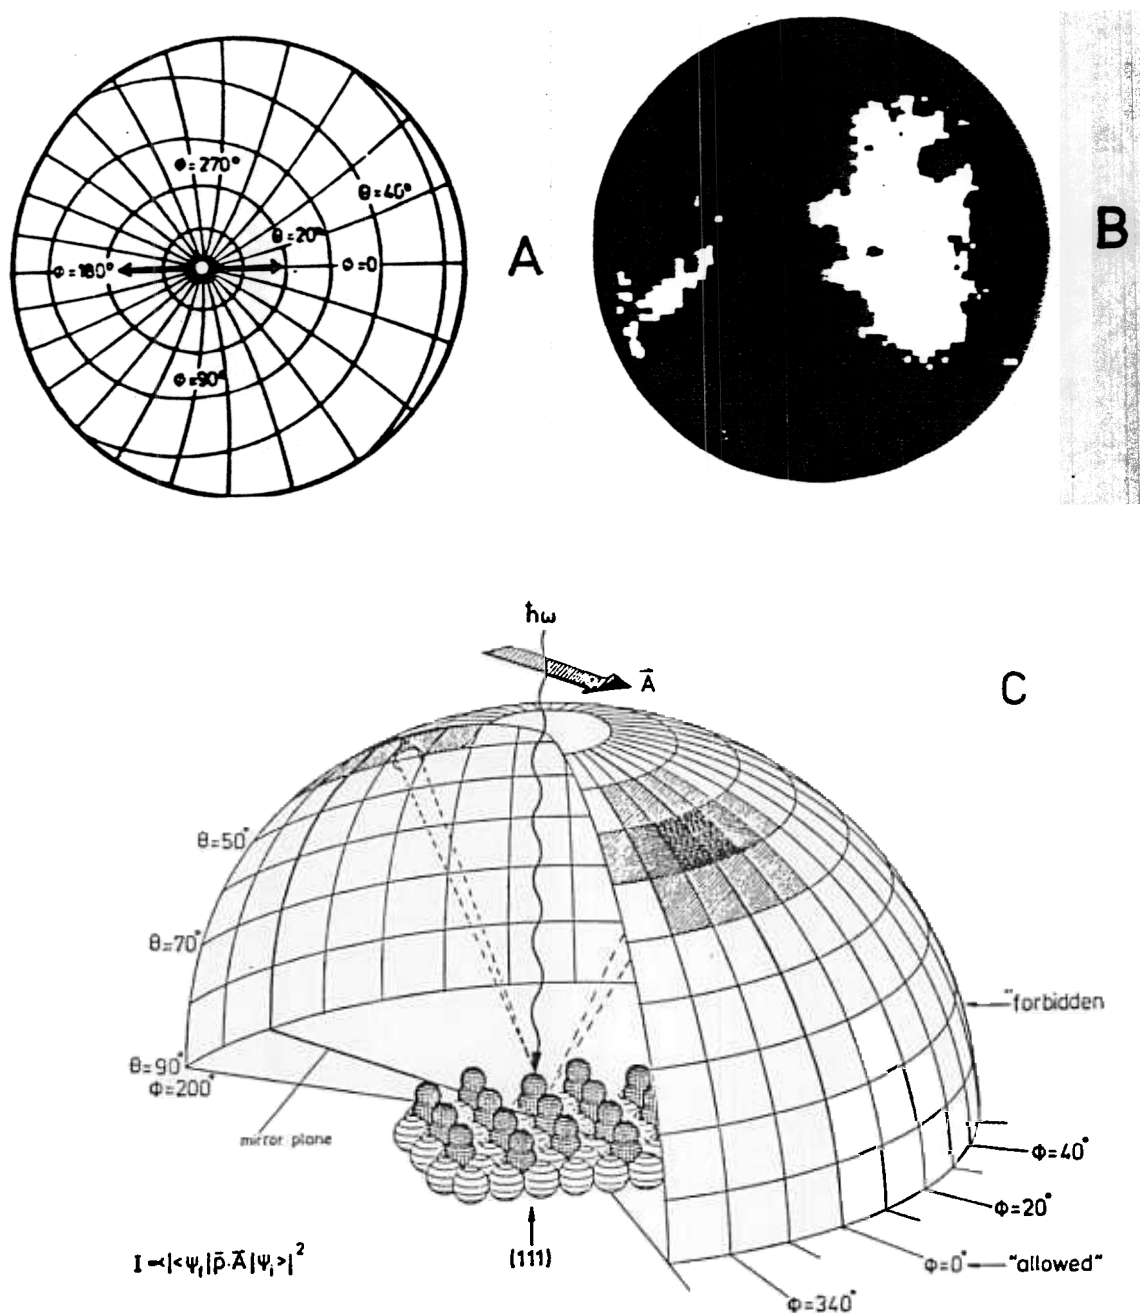 Φ=270°
θ=40°
θ=20°
Φ=180°
Φ=0
Φ=90°
A
B
ħω
A⃗
C
θ=50°
θ=70°
"forbidden
θ=90°
Φ=200°
mirror plane
Φ=40°
Φ=20°
(111)
I ∝ |<Ψf|p̄·Ā|Ψi>|²
Φ=0° "allowed"
Φ=340°